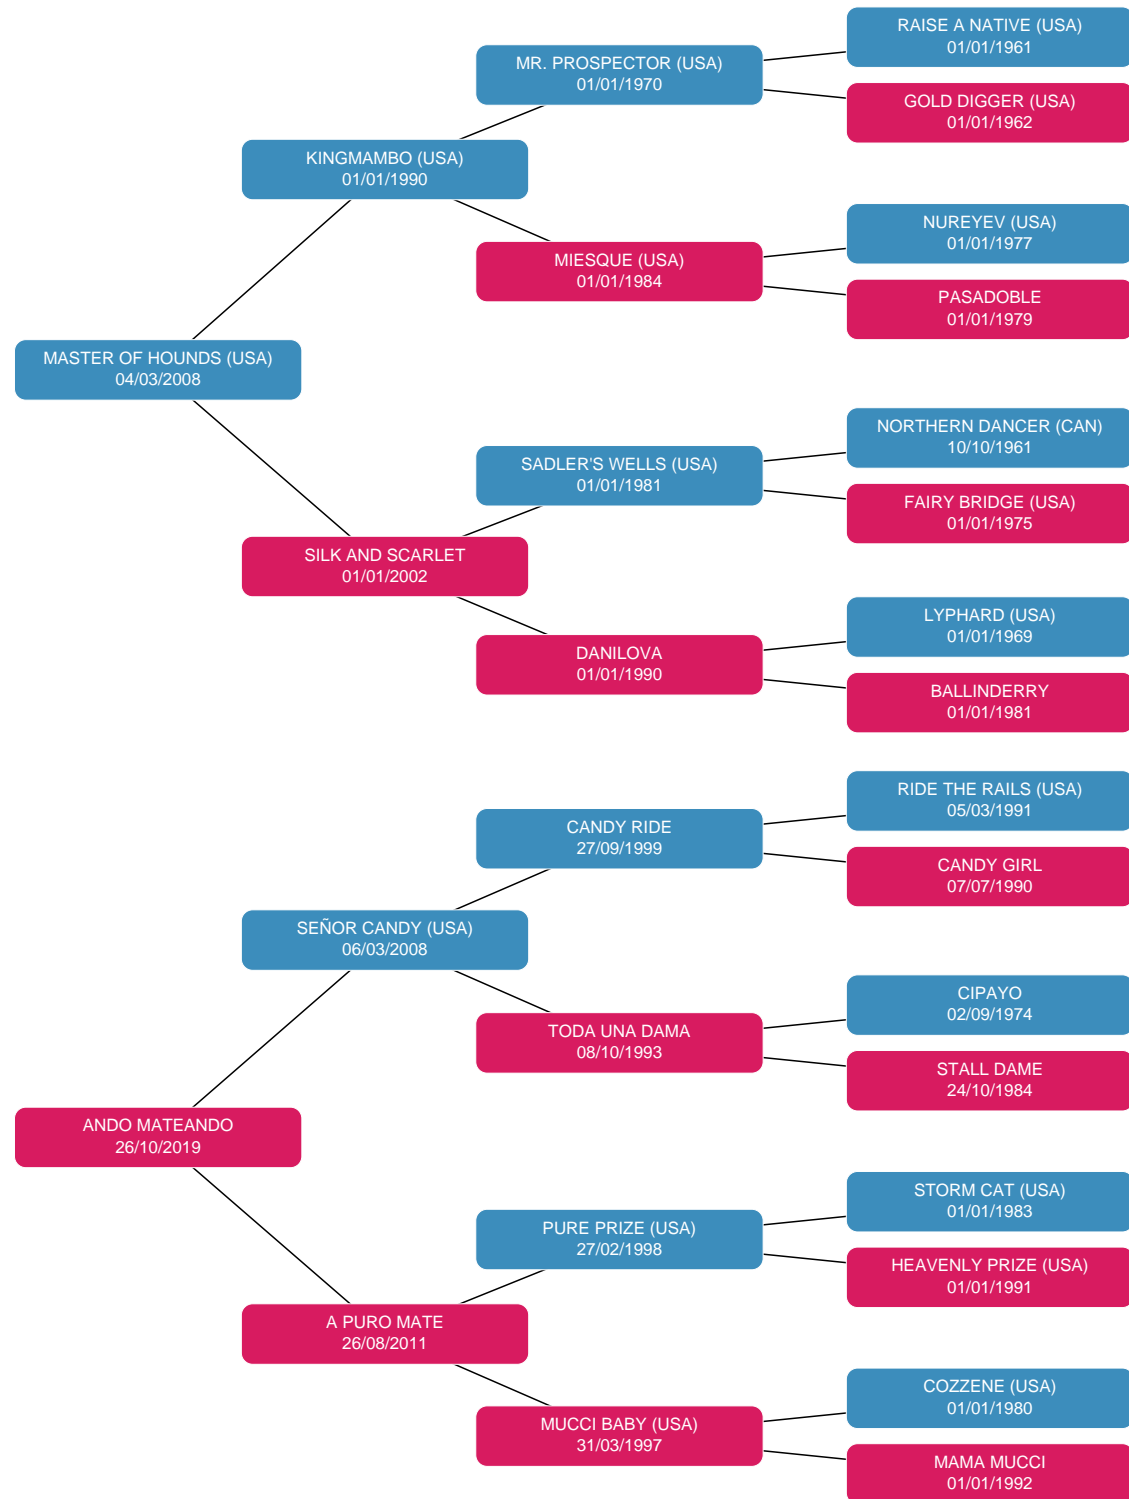 RAISE A NATIVE (USA)
01/01/1961
MR. PROSPECTOR (USA)
01/01/1970
GOLD DIGGER (USA)
01/01/1962
KINGMAMBO (USA)
01/01/1990
NUREYEV (USA)
01/01/1977
MIESQUE (USA)
01/01/1984
PASADOBLE
01/01/1979
MASTER OF HOUNDS (USA)
04/03/2008
NORTHERN DANCER (CAN)
10/10/1961
SADLER'S WELLS (USA)
01/01/1981
FAIRY BRIDGE (USA)
01/01/1975
SILK AND SCARLET
01/01/2002
LYPHARD (USA)
01/01/1969
DANILOVA
01/01/1990
BALLINDERRY
01/01/1981
RIDE THE RAILS (USA)
05/03/1991
CANDY RIDE
27/09/1999
CANDY GIRL
07/07/1990
SEÑOR CANDY (USA)
06/03/2008
CIPAYO
02/09/1974
TODA UNA DAMA
08/10/1993
STALL DAME
24/10/1984
ANDO MATEANDO
26/10/2019
STORM CAT (USA)
01/01/1983
PURE PRIZE (USA)
27/02/1998
HEAVENLY PRIZE (USA)
01/01/1991
A PURO MATE
26/08/2011
COZZENE (USA)
01/01/1980
MUCCI BABY (USA)
31/03/1997
MAMA MUCCI
01/01/1992